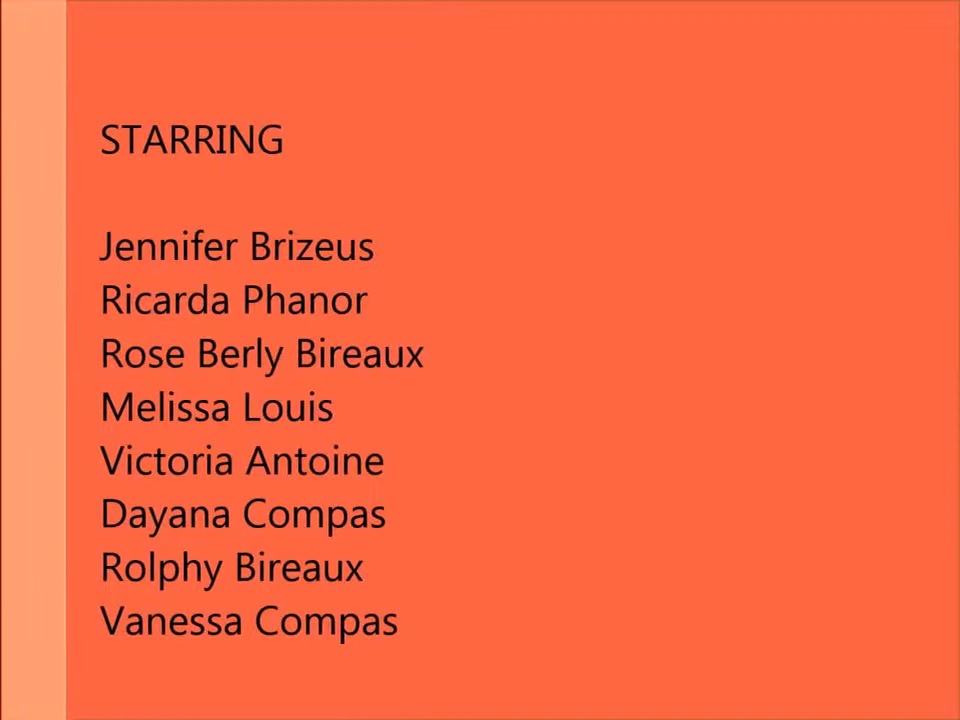 STARRING
Jennifer Brizeus
Ricarda Phanor
Rose Berly Bireaux
Melissa Louis
Victoria Antoine
Dayana Compas
Rolphy Bireaux
Vanessa Compas